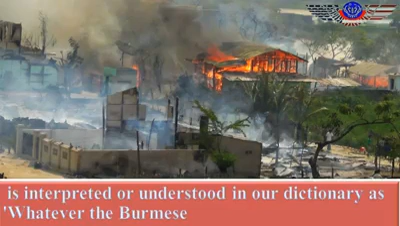 is interpreted or understood in our dictionary as
'Whatever the Burmese